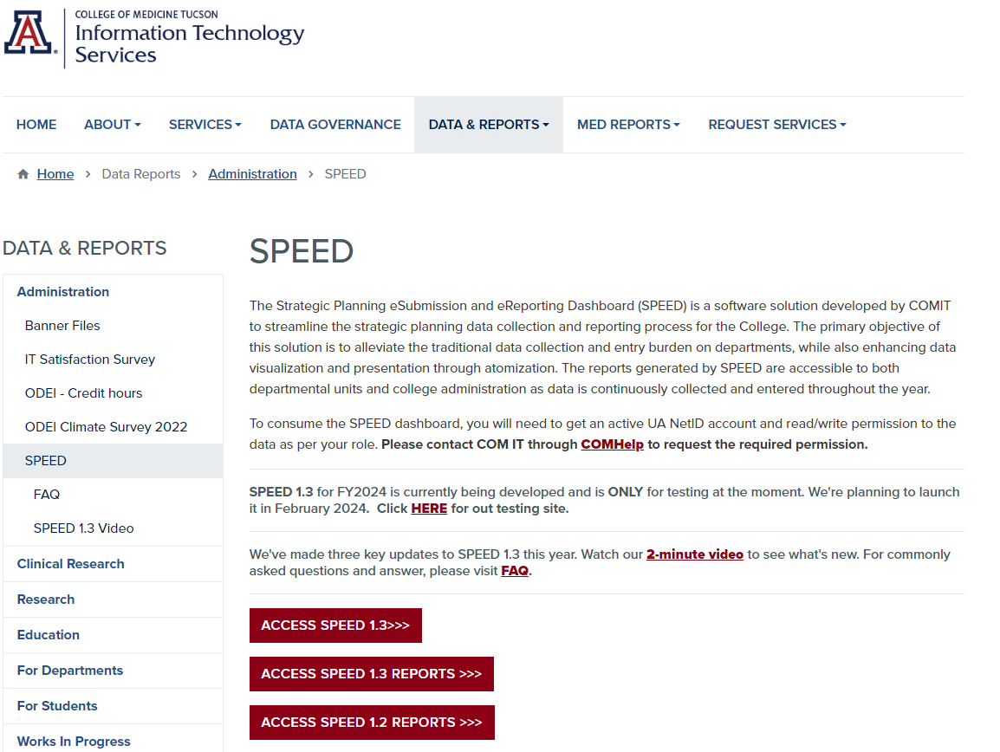 COLLEGE OF MEDICINE TUCSON
Information Technology
Services
HOME ABOUT SERVICES DATA GOVERNANCE DATA & REPORTS MED REPORTS REQUEST SERVICES
Home > Data Reports > Administration > SPEED
DATA & REPORTS
Administration
Banner Files
IT Satisfaction Survey
ODEI - Credit hours
ODEI Climate Survey 2022
SPEED
FAQ
SPEED 1.3 Video
Clinical Research
Research
Education
For Departments
For Students
Works In Progress
SPEED
The Strategic Planning eSubmission and eReporting Dashboard (SPEED) is a software solution developed by COMIT
to streamline the strategic planning data collection and reporting process for the College. The primary objective of
this solution is to alleviate the traditional data collection and entry burden on departments, while also enhancing data
visualization and presentation through atomization. The reports generated by SPEED are accessible to both
departmental units and college administration as data is continuously collected and entered throughout the year.
To consume the SPEED dashboard, you will need to get an active UA NetID account and read/write permission to the
data as per your role. Please contact COM IT through COMHelp to request the required permission.
SPEED 1.3 for FY2024 is currently being developed and is ONLY for testing at the moment. We're planning to launch
it in February 2024. Click HERE for out testing site.
We've made three key updates to SPEED 1.3 this year. Watch our 2-minute video to see what's new. For commonly
asked questions and answer, please visit FAQ.
ACCESS SPEED 1.3>>>
ACCESS SPEED 1.3 REPORTS >>>
ACCESS SPEED 1.2 REPORTS >>>